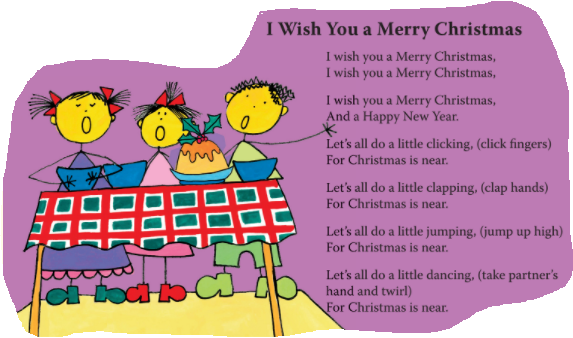 I Wish You a Merry Christmas
I wish you a Merry Christmas,
I wish you a Merry Christmas,
I wish you a Merry Christmas,
And a Happy New Year.
Let's all do a little clicking, (click fingers)
For Christmas is near.
Let's all do a little clapping, (clap hands)
For Christmas is near.
Let's all do a little jumping, (jump up high)
For Christmas is near.
Let's all do a little dancing, (take partner's
hand and twirl)
For Christmas is near.